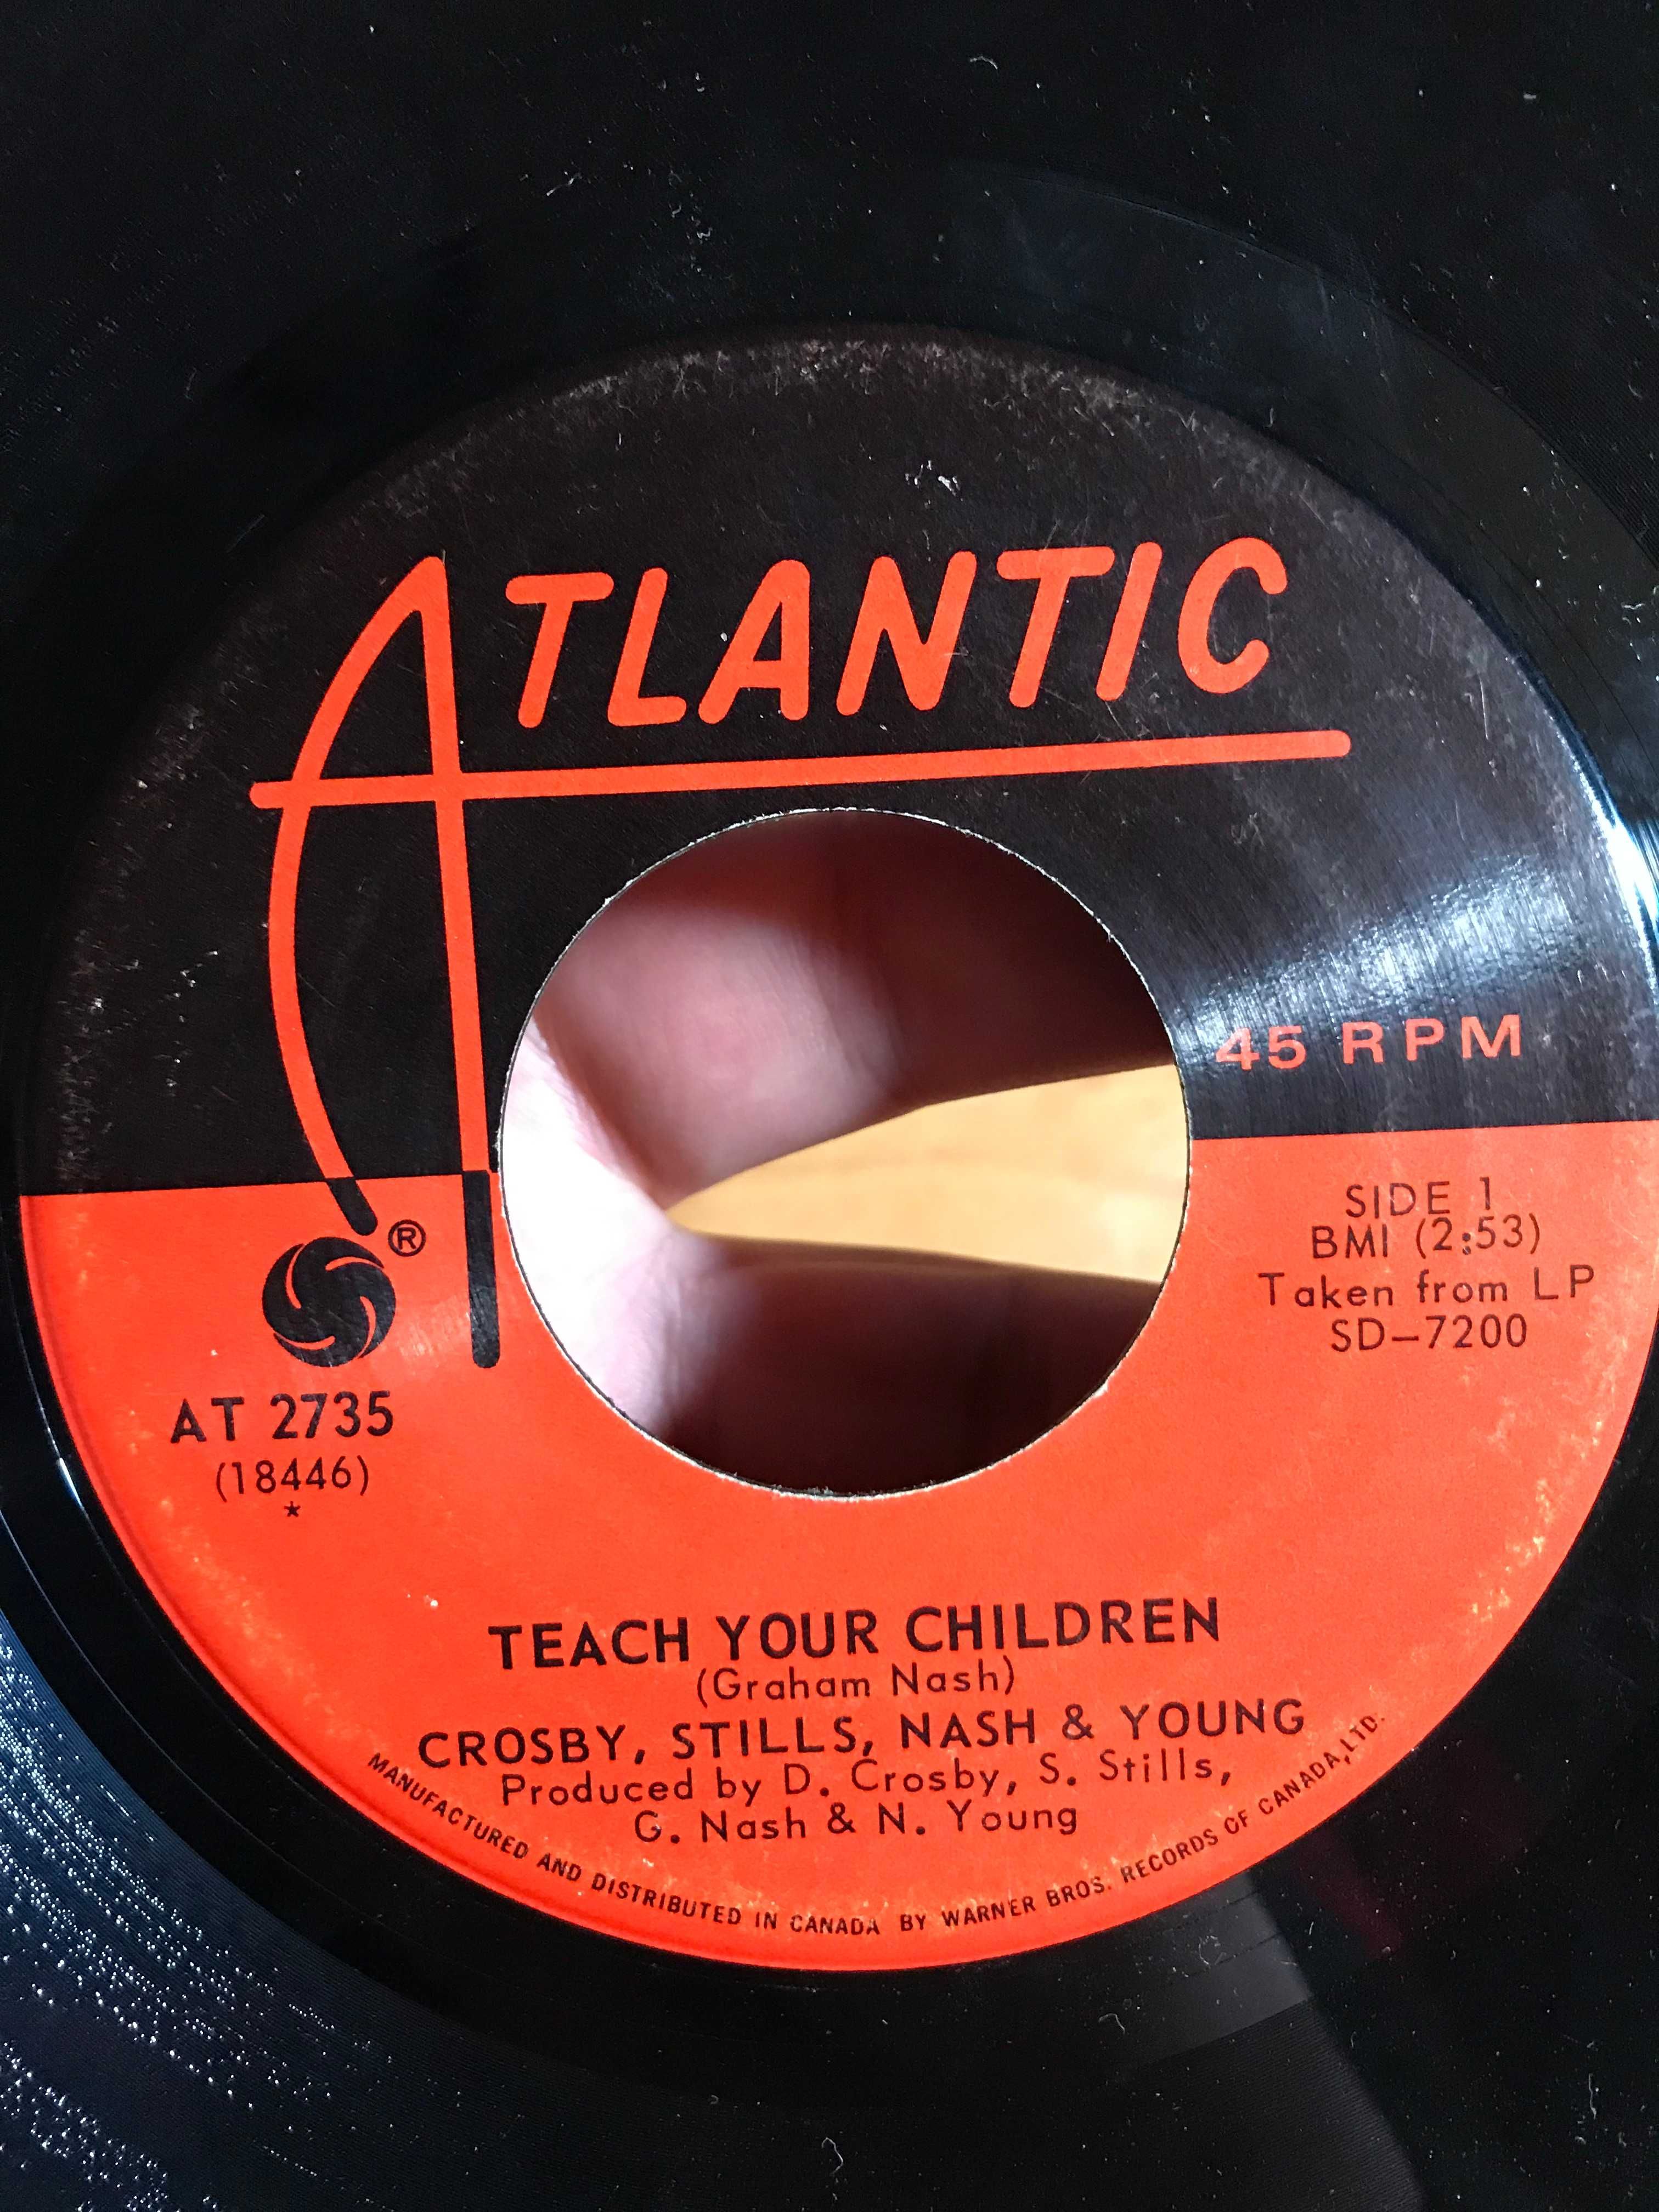 ATLANTIC
45 RPM
SIDE 1
BMI (2:53)
Taken from LP
SD-7200
®
AT 2735
(18446)
*
TEACH YOUR CHILDREN
(Graham Nash)
CROSBY, STILLS, NASH & YOUNG
Produced by D. Crosby, S. Stills,
G. Nash & N. Young
MANUFACTURED AND DISTRIBUTED IN CANADA BY WARNER BROS. RECORDS OF CANADA, LTD.